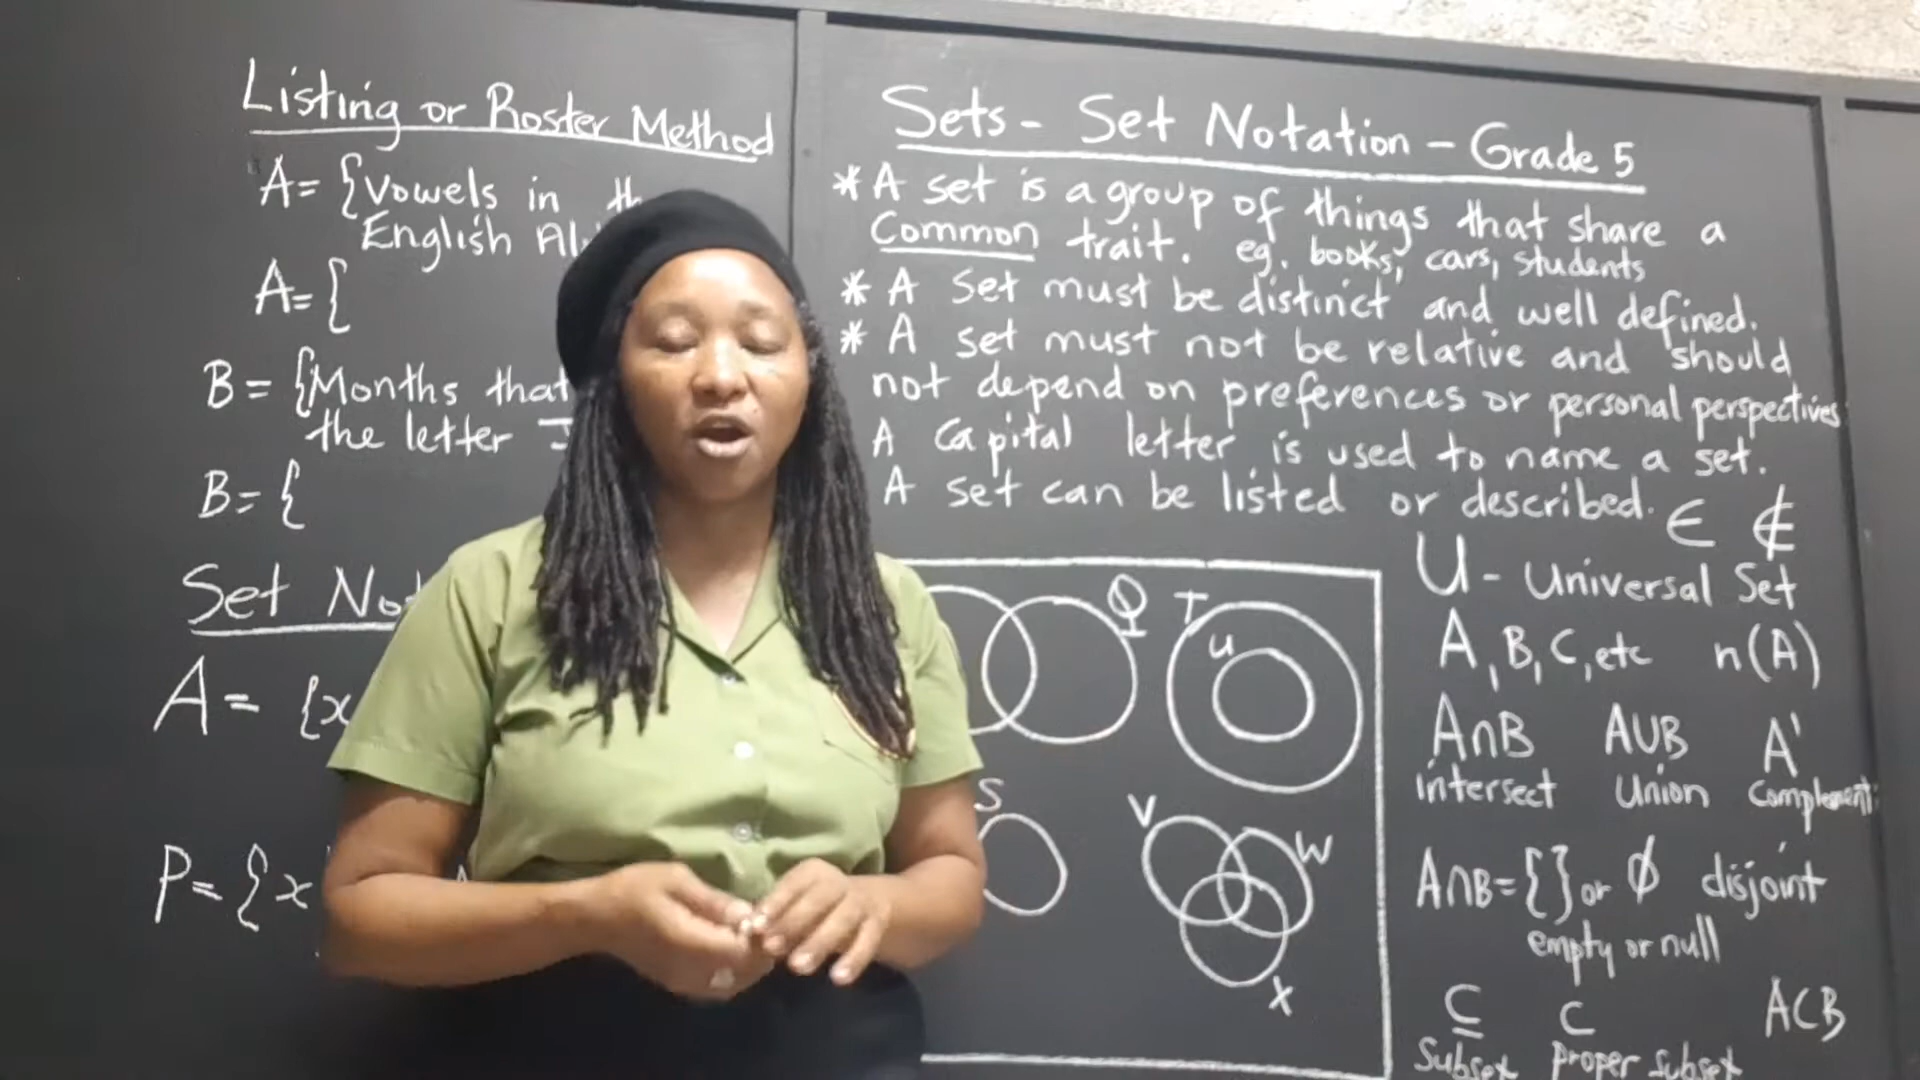 Listing or Roster Method
A = {Vowels in
English
A = {
B = {Months that
the letter
B = {
Set
A = {x
P = {x
Sets - Set Notation - Grade 5
* A set is a group of things that share a
Common trait. eg. books, cars, students
* A set must be distinct and well defined.
* A set must not be relative and should
not depend on preferences or personal perspectives
A Capital letter is used to name a set.
A set can be listed or described. ∈ ∉
Q
T
U
S
V
W
X
U - Universal Set
A, B, C, etc n(A)
A∩B A∪B A'
intersect Union Complement
A∩B = { } or ∅ disjoint
empty or null
⊆ ⊂ A⊂B
Subset Proper subset